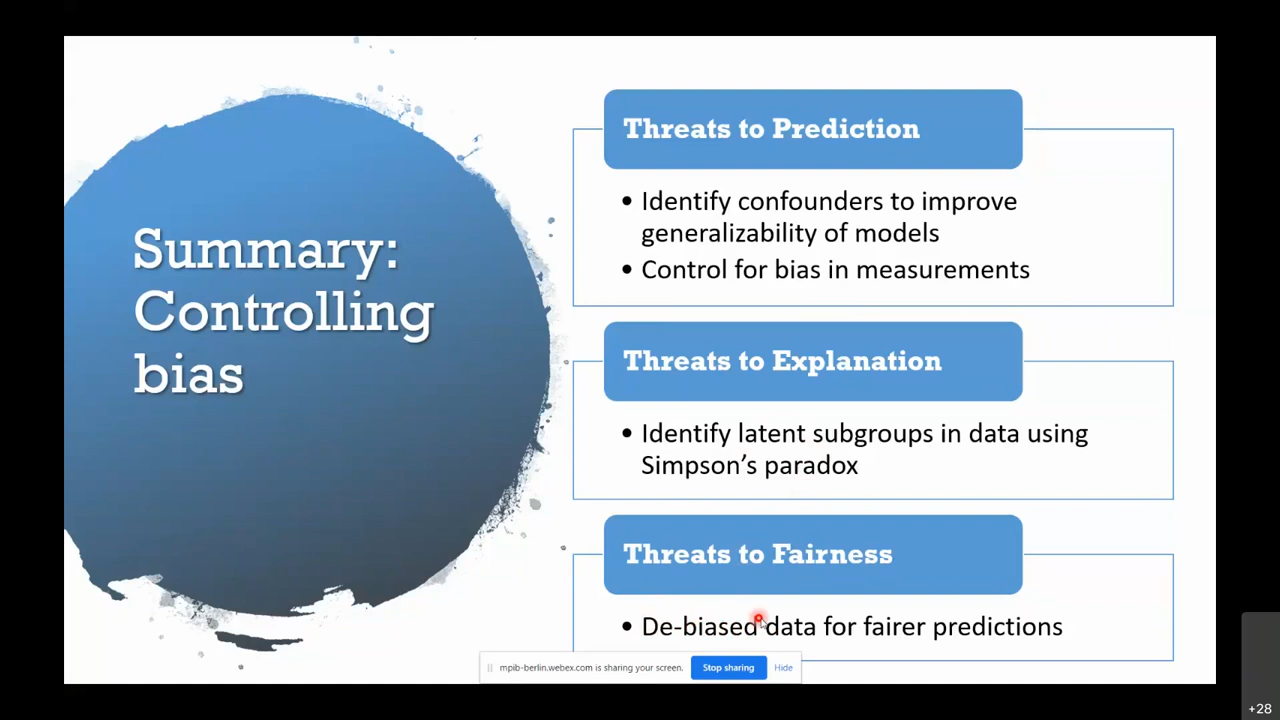 Summary:
Controlling
bias
Threats to Prediction
• Identify confounders to improve
generalizability of models
• Control for bias in measurements
Threats to Explanation
• Identify latent subgroups in data using
Simpson’s paradox
Threats to Fairness
• De-biased data for fairer predictions
mpib-berlin.webex.com is sharing your screen. Stop sharing Hide
+28